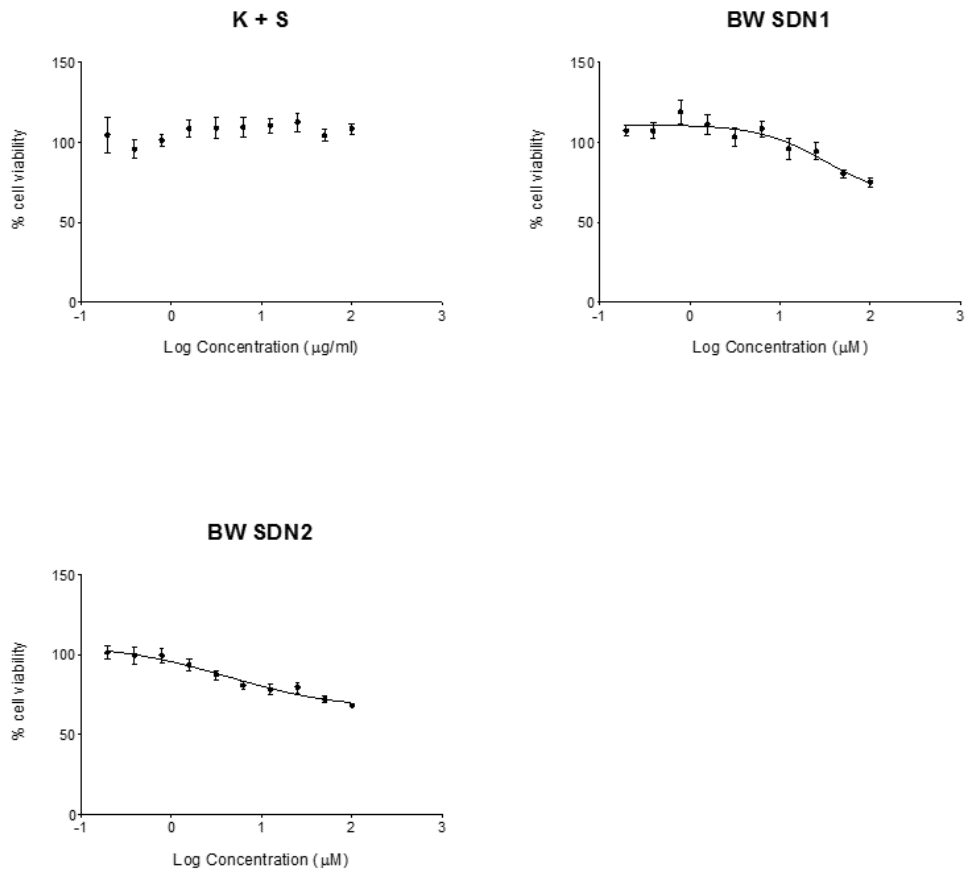 K + S
150
100
50
0
% cell viability
-1 0 1 2 3
Log Concentration (μg/ml)
BW SDN1
150
100
50
0
% cell viability
-1 0 1 2 3
Log Concentration (μM)
BW SDN2
150
100
50
0
% cell viability
-1 0 1 2 3
Log Concentration (μM)